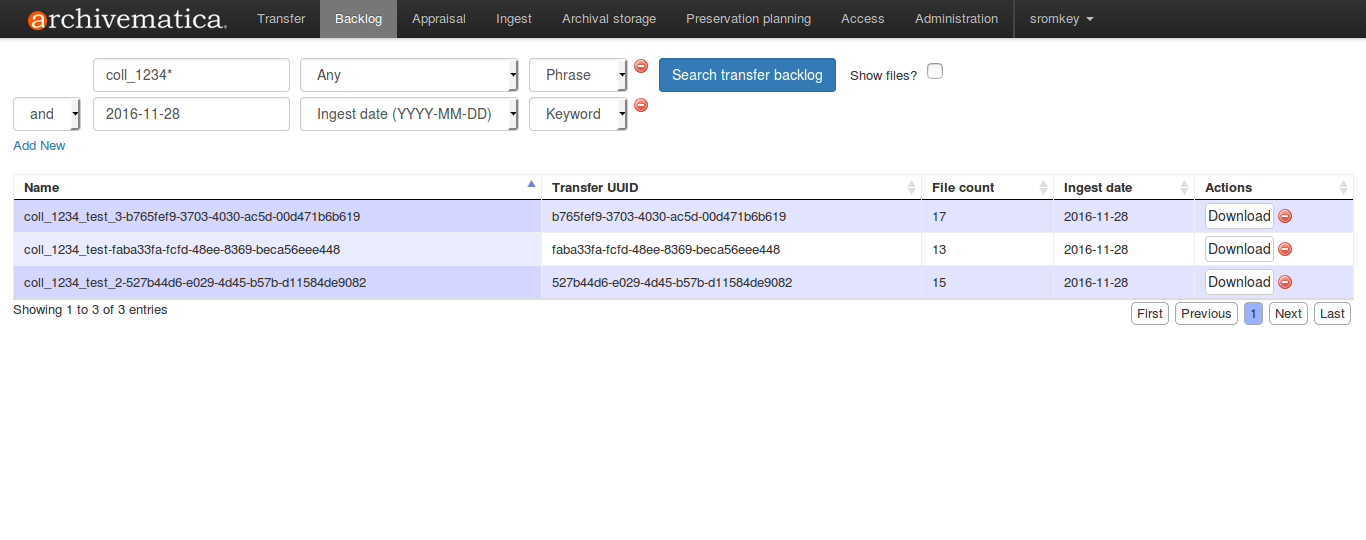 archivematica. Transfer Backlog Appraisal Ingest Archival storage Preservation planning Access Administration sromkey
coll_1234* Any Phrase Search transfer backlog Show files?
and 2016-11-28 Ingest date (YYYY-MM-DD) Keyword
Add New
Name Transfer UUID File count Ingest date Actions
coll_1234_test_3-b765fef9-3703-4030-ac5d-00d471b6b619 b765fef9-3703-4030-ac5d-00d471b6b619 17 2016-11-28 Download
coll_1234_test-faba33fa-fcfd-48ee-8369-beca56eee448 faba33fa-fcfd-48ee-8369-beca56eee448 13 2016-11-28 Download
coll_1234_test_2-527b44d6-e029-4d45-b57b-d11584de9082 527b44d6-e029-4d45-b57b-d11584de9082 15 2016-11-28 Download
Showing 1 to 3 of 3 entries First Previous 1 Next Last